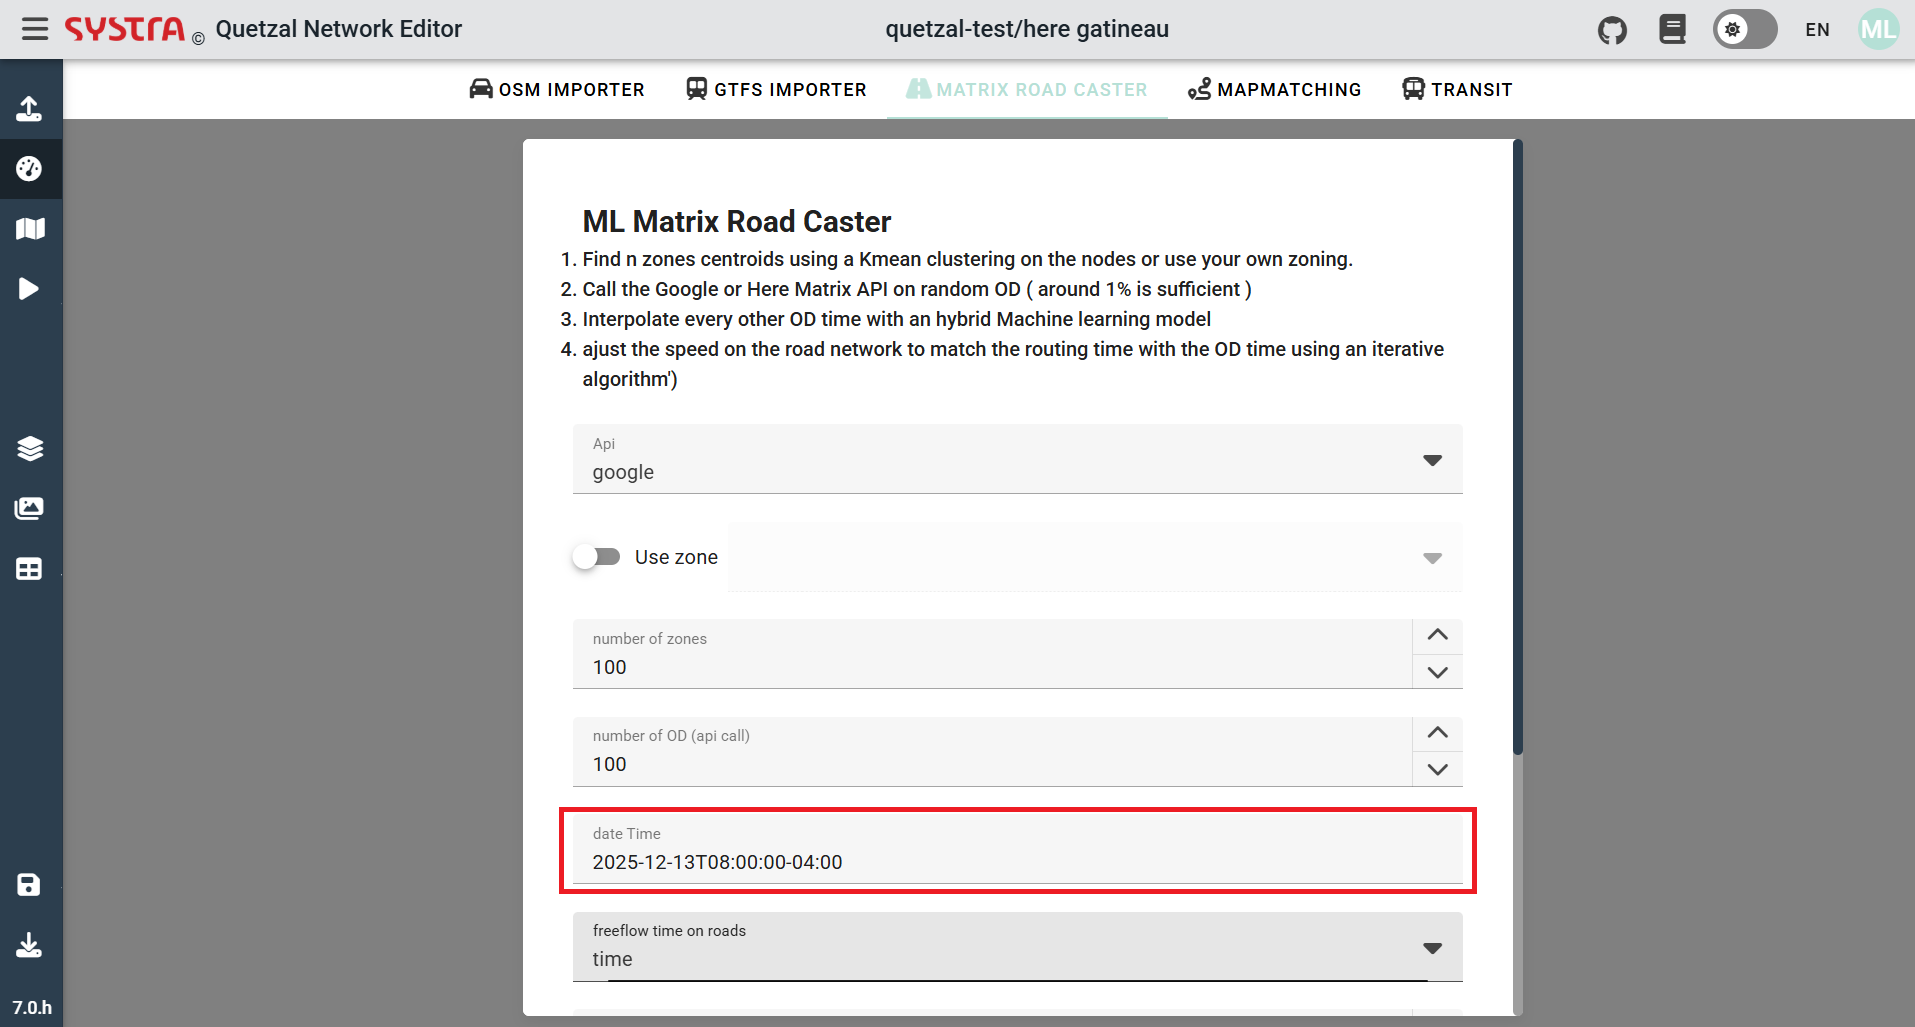 SYSTRA © Quetzal Network Editor
quetzal-test/here gatineau
EN
ML
OSM IMPORTER
GTFS IMPORTER
MATRIX ROAD CASTER
MAPMATCHING
TRANSIT
ML Matrix Road Caster
1. Find n zones centroids using a Kmean clustering on the nodes or use your own zoning.
2. Call the Google or Here Matrix API on random OD ( around 1% is sufficient )
3. Interpolate every other OD time with an hybrid Machine learning model
4. ajust the speed on the road network to match the routing time with the OD time using an iterative
algorithm')
Api
google
Use zone
number of zones
100
number of OD (api call)
100
date Time
2025-12-13T08:00:00-04:00
freeflow time on roads
time
7.0.h